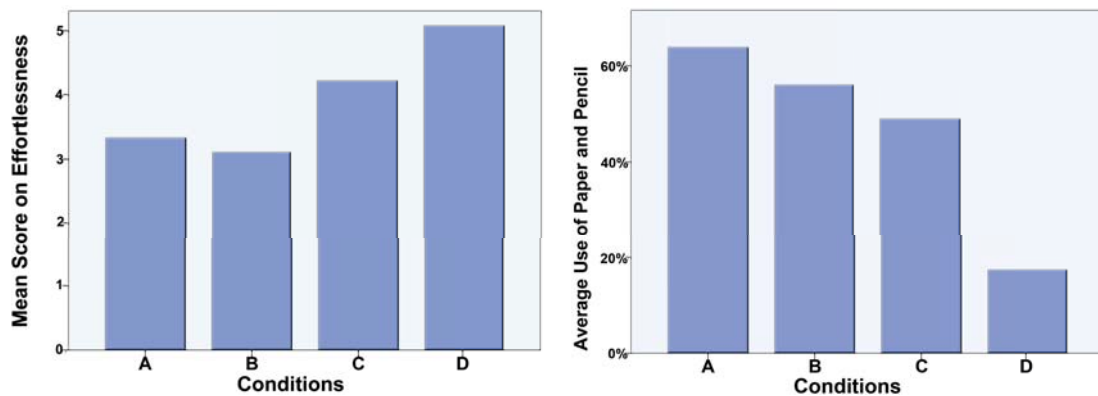 Mean Score on Effortlessness
5
4
3
2
1
0
A B C D
Conditions
Average Use of Paper and Pencil
60%
40%
20%
0%
A B C D
Conditions